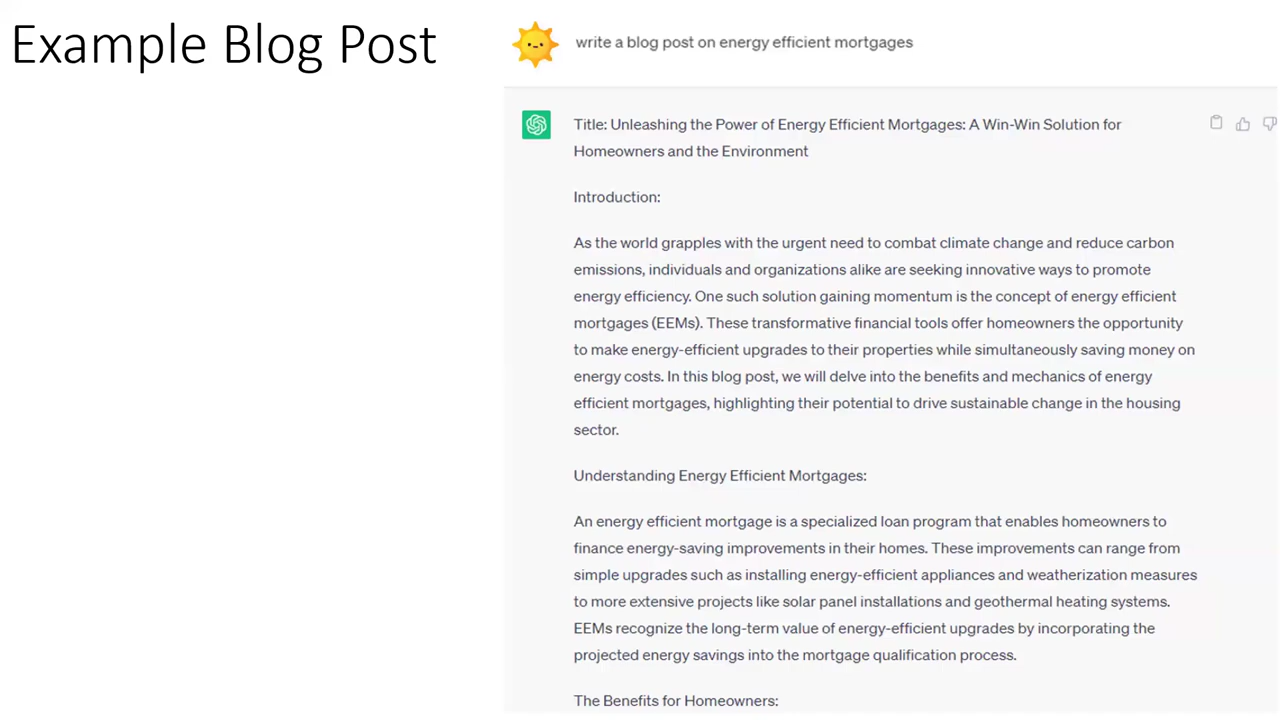 Example Blog Post
write a blog post on energy efficient mortgages
Title: Unleashing the Power of Energy Efficient Mortgages: A Win-Win Solution for
Homeowners and the Environment
Introduction:
As the world grapples with the urgent need to combat climate change and reduce carbon
emissions, individuals and organizations alike are seeking innovative ways to promote
energy efficiency. One such solution gaining momentum is the concept of energy efficient
mortgages (EEMs). These transformative financial tools offer homeowners the opportunity
to make energy-efficient upgrades to their properties while simultaneously saving money on
energy costs. In this blog post, we will delve into the benefits and mechanics of energy
efficient mortgages, highlighting their potential to drive sustainable change in the housing
sector.
Understanding Energy Efficient Mortgages:
An energy efficient mortgage is a specialized loan program that enables homeowners to
finance energy-saving improvements in their homes. These improvements can range from
simple upgrades such as installing energy-efficient appliances and weatherization measures
to more extensive projects like solar panel installations and geothermal heating systems.
EEMs recognize the long-term value of energy-efficient upgrades by incorporating the
projected energy savings into the mortgage qualification process.
The Benefits for Homeowners: